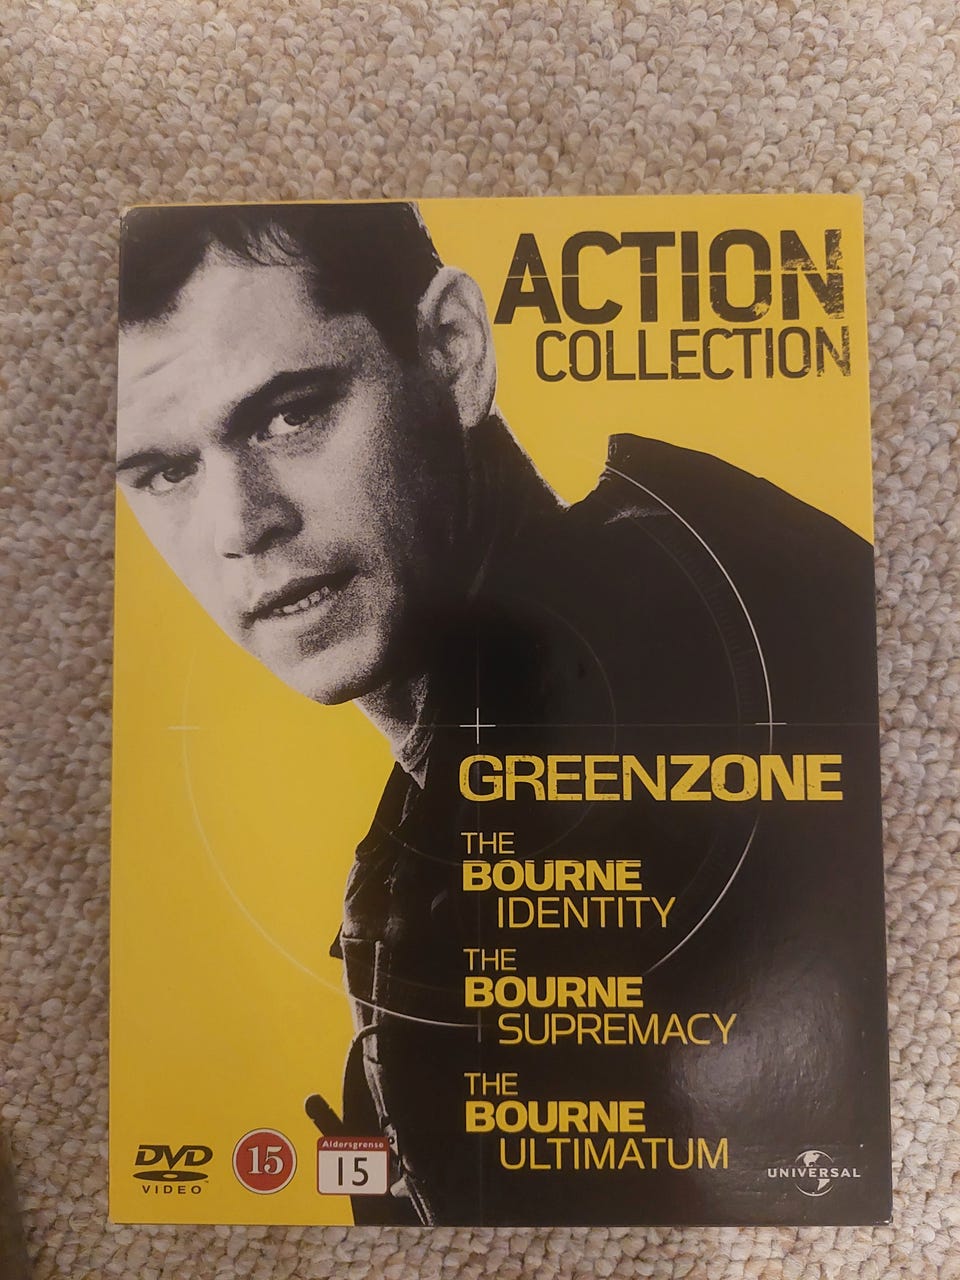 ACTION
COLLECTION
GREENZONE
THE
BOURNE
IDENTITY
THE
BOURNE
SUPREMACY
THE
BOURNE
ULTIMATUM
DVD
VIDEO
15
Aldersgrense
15
UNIVERSAL